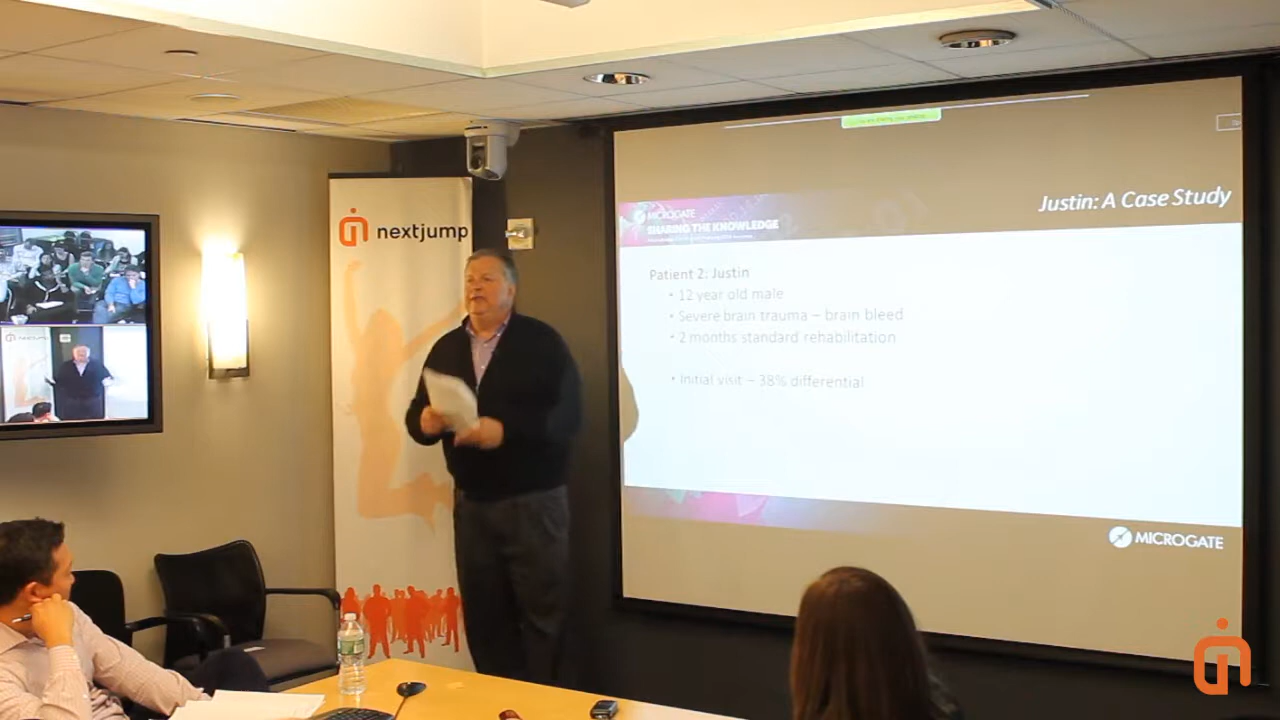 nextjump
Justin: A Case Study
MICROGATE
SHARING THE KNOWLEDGE
Patient 2: Justin
• 12 year old male
• Severe brain trauma – brain bleed
• 2 months standard rehabilitation
• Initial visit – 38% differential
MICROGATE